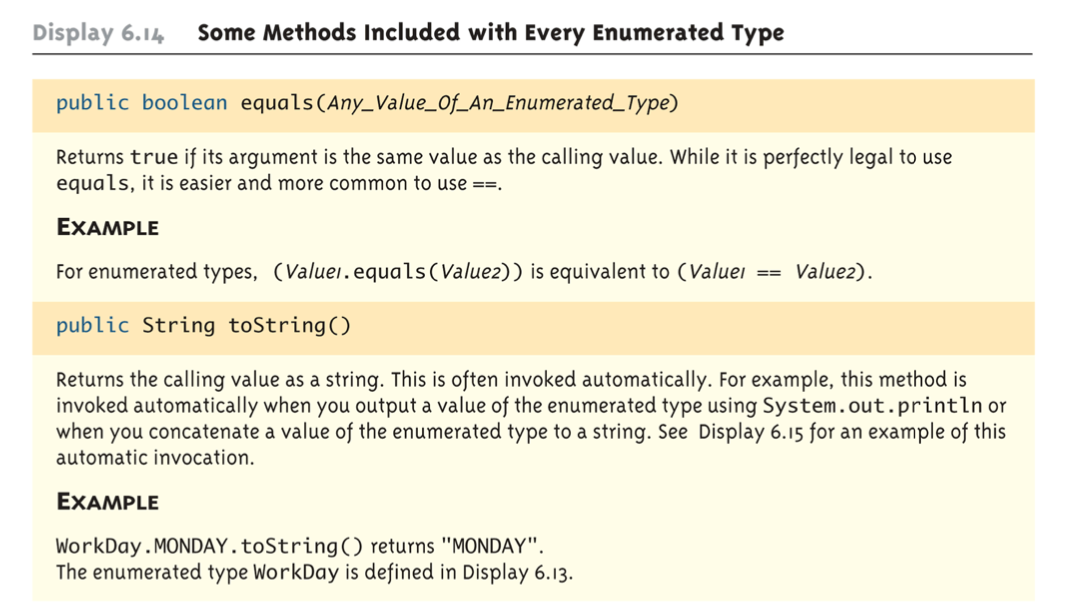 Display 6.14 Some Methods Included with Every Enumerated Type
public boolean equals(Any_Value_Of_An_Enumerated_Type)
Returns true if its argument is the same value as the calling value. While it is perfectly legal to use
equals, it is easier and more common to use ==.
EXAMPLE
For enumerated types, (Value1.equals(Value2)) is equivalent to (Value1 == Value2).
public String toString()
Returns the calling value as a string. This is often invoked automatically. For example, this method is
invoked automatically when you output a value of the enumerated type using System.out.println or
when you concatenate a value of the enumerated type to a string. See Display 6.15 for an example of this
automatic invocation.
EXAMPLE
WorkDay.MONDAY.toString() returns "MONDAY".
The enumerated type WorkDay is defined in Display 6.13.